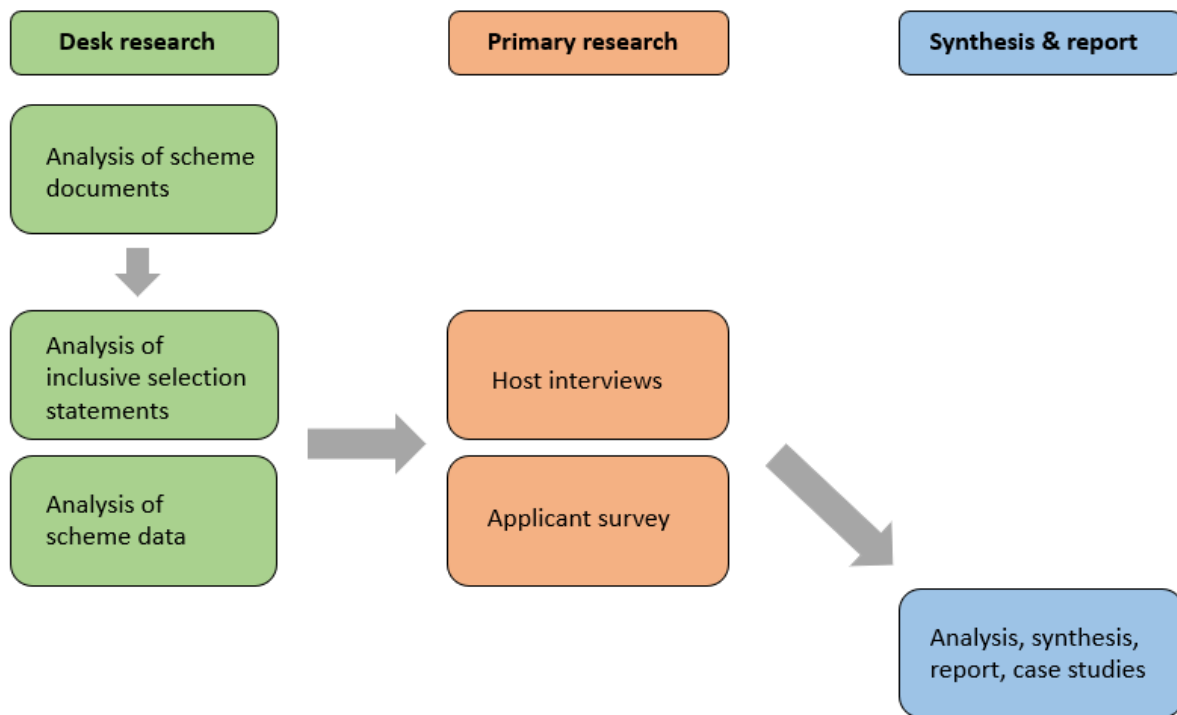 Desk research
Primary research
Synthesis & report
Analysis of scheme
documents
Analysis of
inclusive selection
statements
Host interviews
Analysis of
scheme data
Applicant survey
Analysis, synthesis,
report, case studies